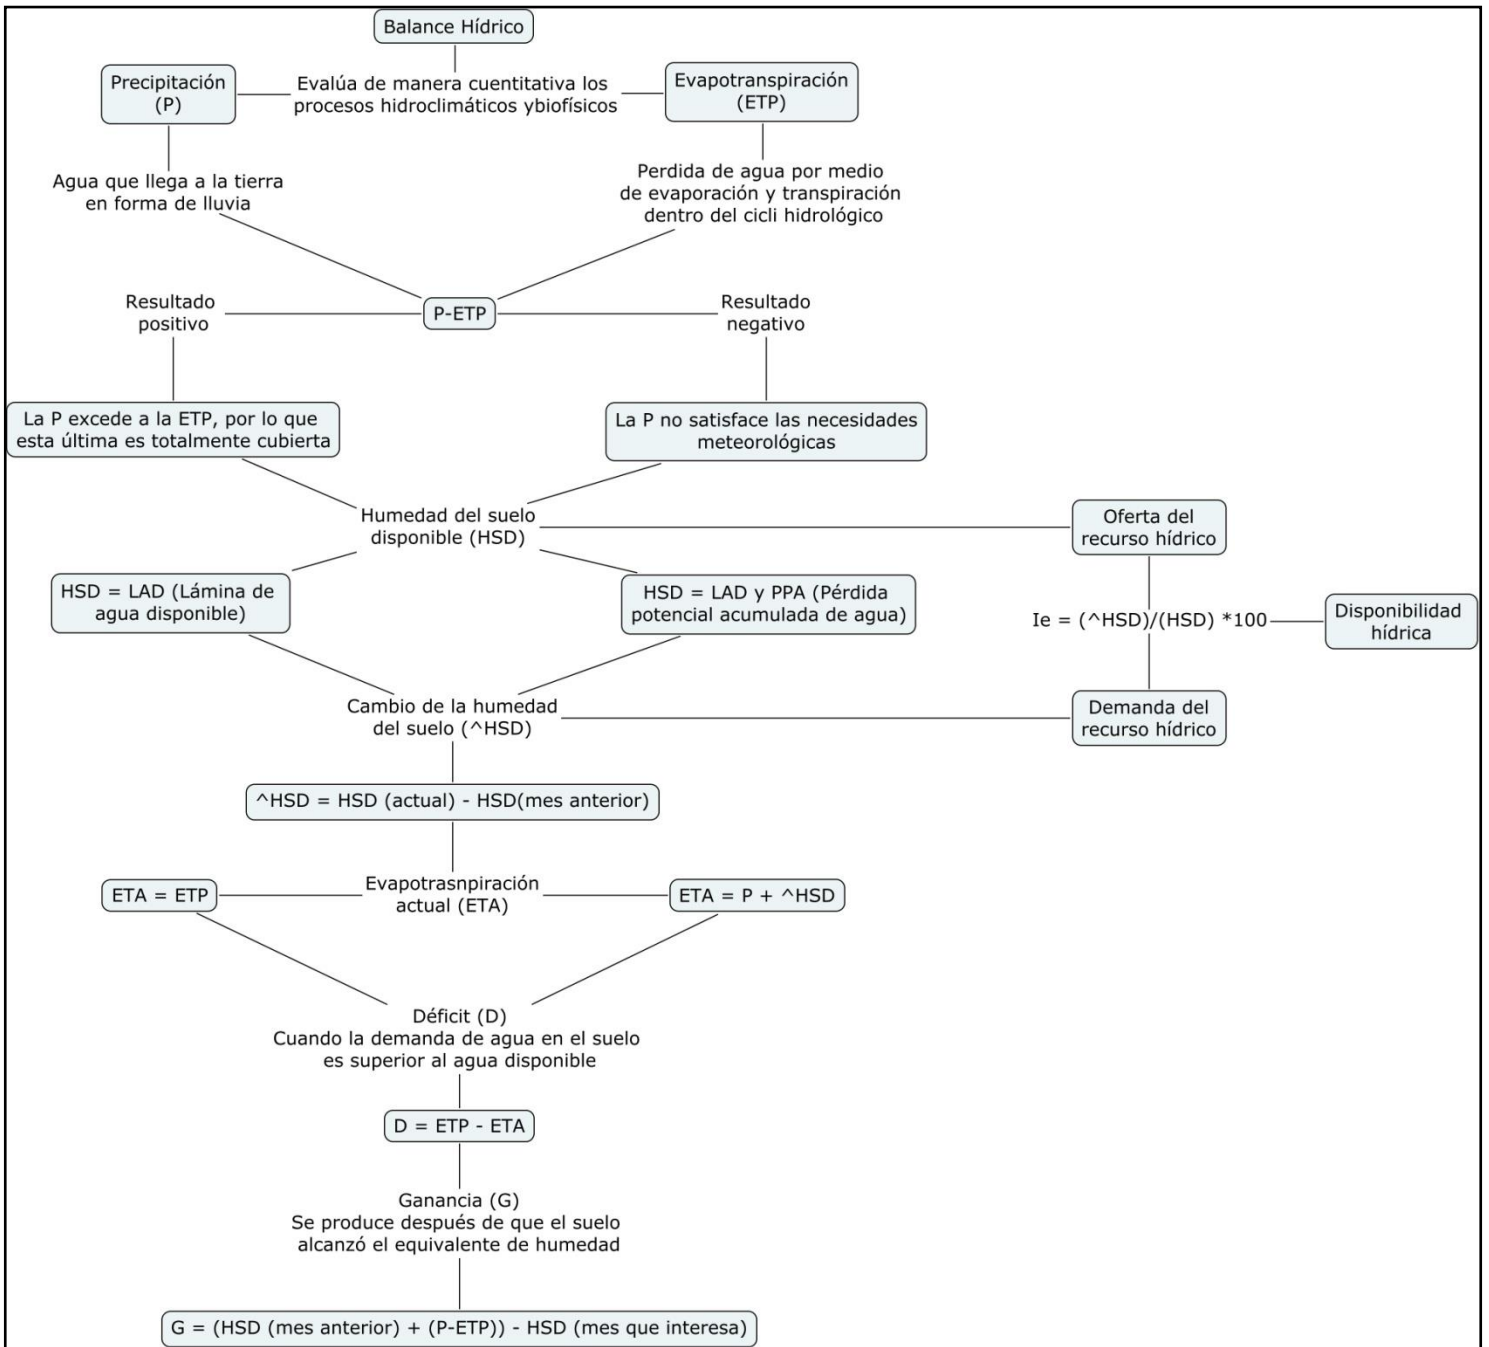 Balance Hídrico
Precipitación
(P)
Evalúa de manera cuentitativa los
procesos hidroclimáticos ybiofísicos
Evapotranspiración
(ETP)
Agua que llega a la tierra
en forma de lluvia
Perdida de agua por medio
de evaporación y transpiración
dentro del cicli hidrológico
Resultado
positivo
P-ETP
Resultado
negativo
La P excede a la ETP, por lo que
esta última es totalmente cubierta
La P no satisface las necesidades
meteorológicas
Humedad del suelo
disponible (HSD)
Oferta del
recurso hídrico
HSD = LAD (Lámina de
agua disponible)
HSD = LAD y PPA (Pérdida
potencial acumulada de agua)
Ie = (^HSD)/(HSD) *100
Disponibilidad
hídrica
Cambio de la humedad
del suelo (^HSD)
Demanda del
recurso hídrico
^HSD = HSD (actual) - HSD(mes anterior)
ETA = ETP
Evapotrasnpiración
actual (ETA)
ETA = P + ^HSD
Déficit (D)
Cuando la demanda de agua en el suelo
es superior al agua disponible
D = ETP - ETA
Ganancia (G)
Se produce después de que el suelo
alcanzó el equivalente de humedad
G = (HSD (mes anterior) + (P-ETP)) - HSD (mes que interesa)